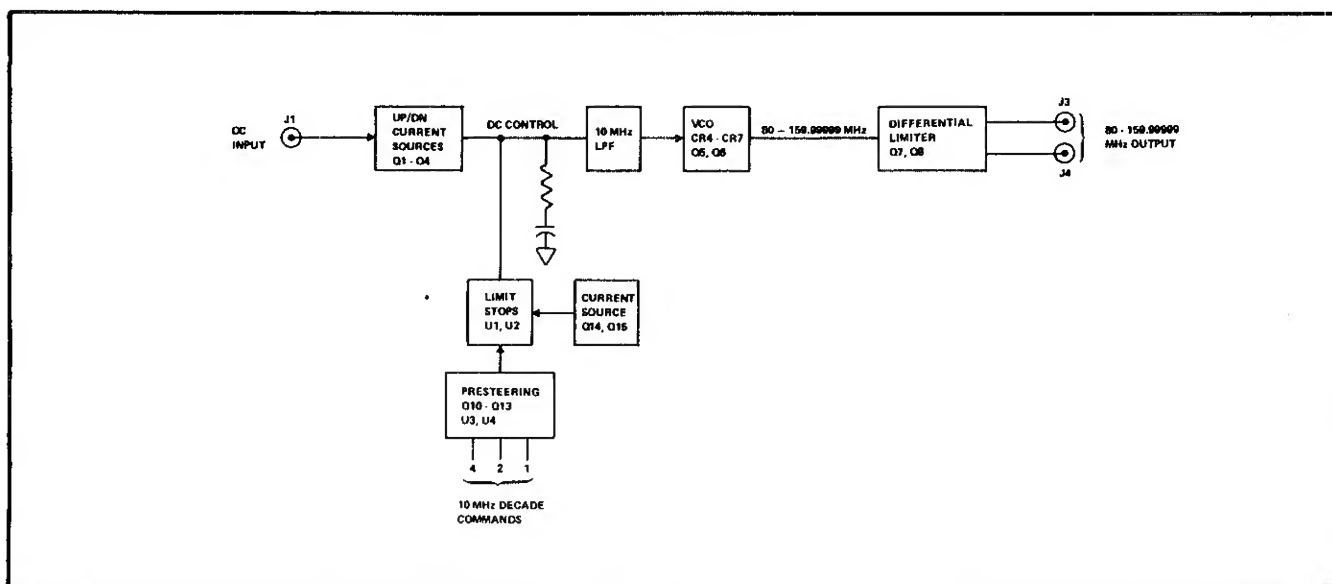 J1
DC
INPUT
UP/DN
CURRENT
SOURCES
Q1 - Q4
DC CONTROL
10 MHz
LPF
VCO
CR4 - CR7
Q5, Q6
80 - 159.99999 MHz
DIFFERENTIAL
LIMITER
Q7, Q8
J3
J4
80 - 159.99999
MHz OUTPUT
LIMIT
STOPS
U1, U2
CURRENT
SOURCE
Q14, Q15
PRESTEERING
Q10 - Q13
U3, U4
4 2 1
10 MHz DECADE
COMMANDS